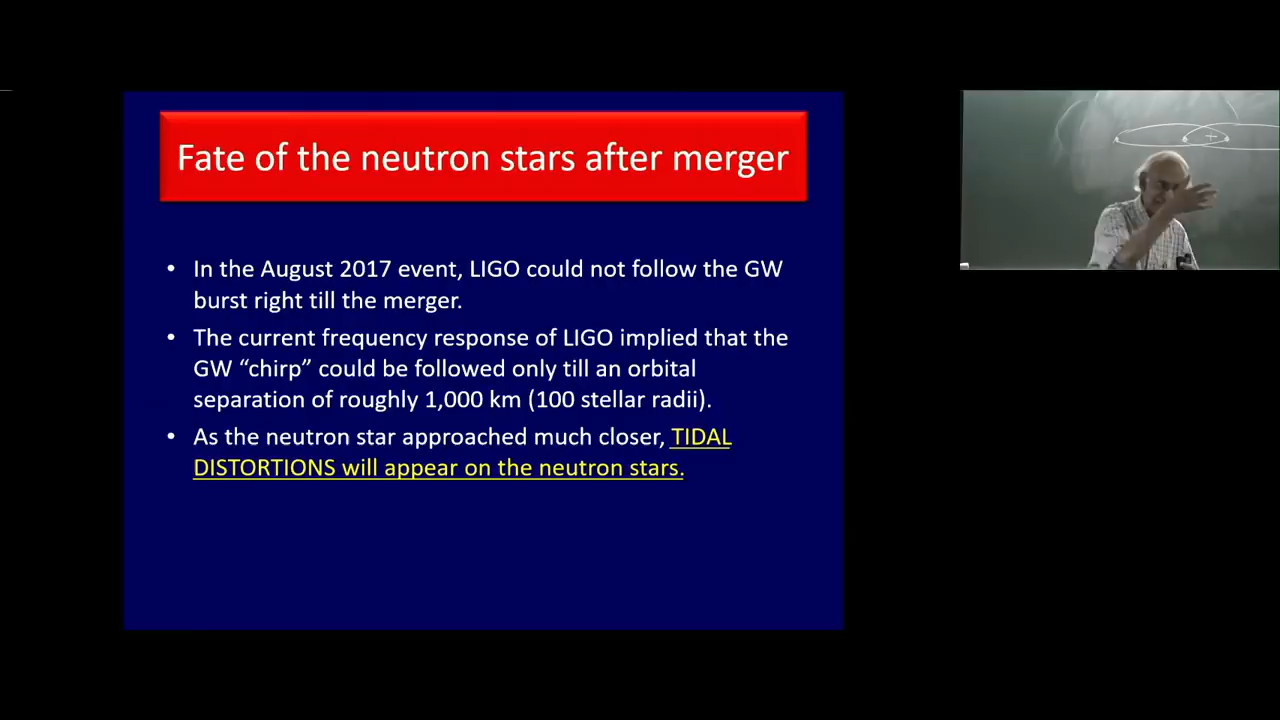 Fate of the neutron stars after merger
• In the August 2017 event, LIGO could not follow the GW
burst right till the merger.
• The current frequency response of LIGO implied that the
GW “chirp” could be followed only till an orbital
separation of roughly 1,000 km (100 stellar radii).
• As the neutron star approached much closer, TIDAL
DISTORTIONS will appear on the neutron stars.